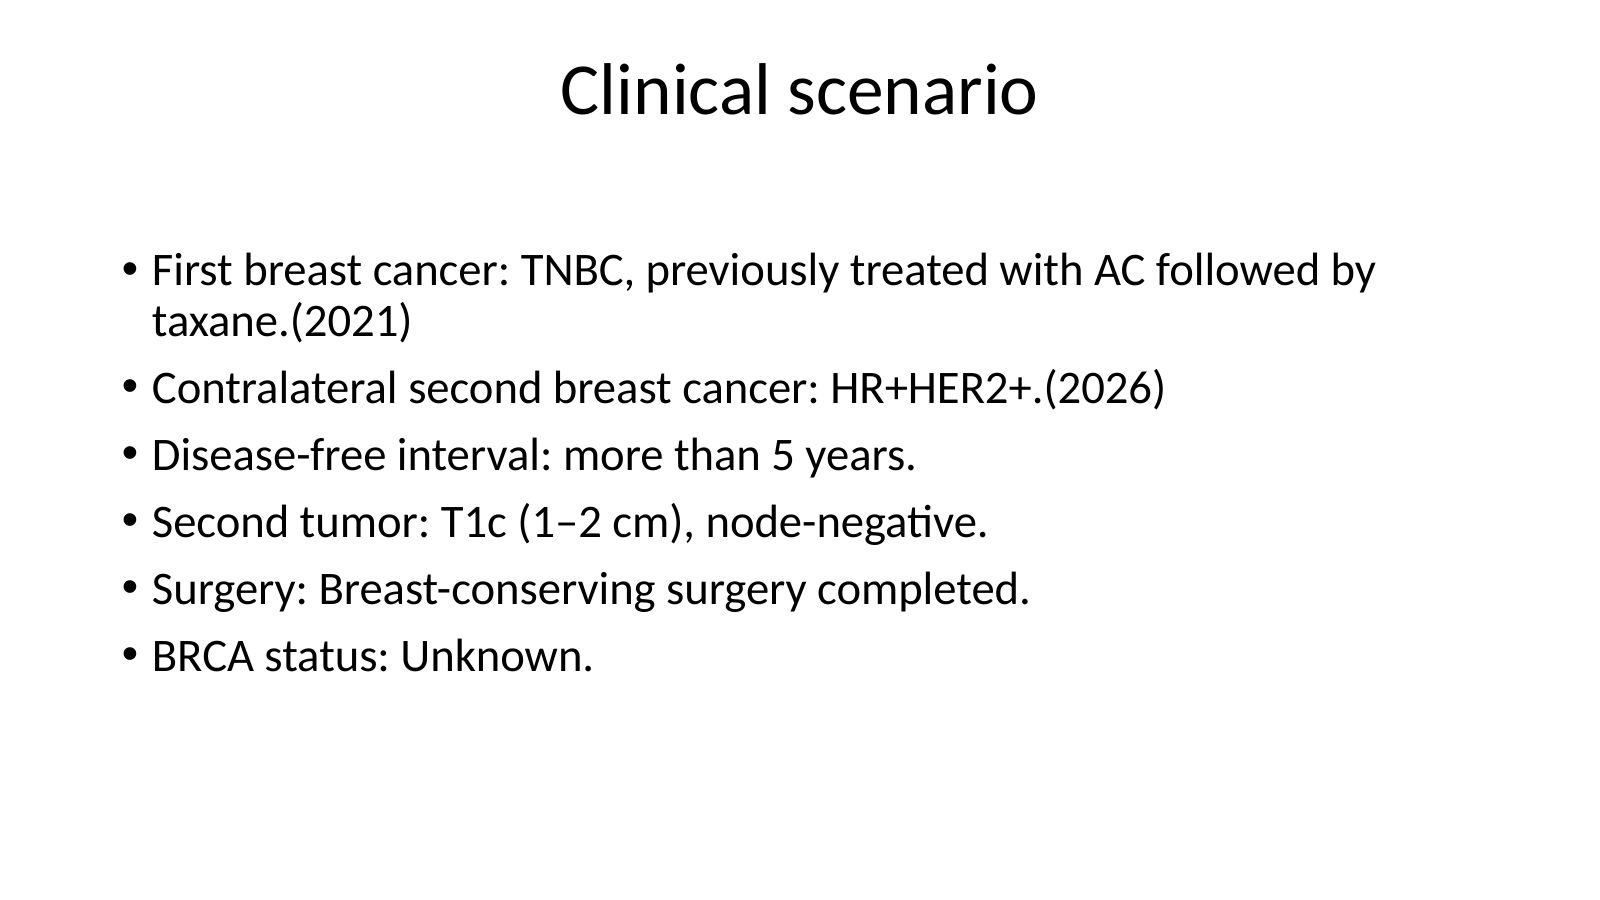 Clinical scenario
• First breast cancer: TNBC, previously treated with AC followed by
taxane.(2021)
• Contralateral second breast cancer: HR+HER2+.(2026)
• Disease-free interval: more than 5 years.
• Second tumor: T1c (1–2 cm), node-negative.
• Surgery: Breast-conserving surgery completed.
• BRCA status: Unknown.